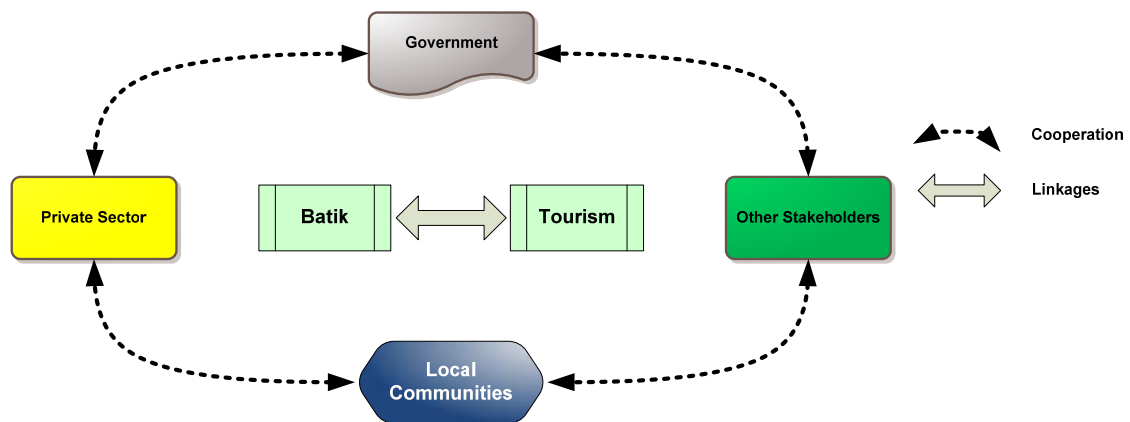 Government
Cooperation
Linkages
Private Sector
Batik
Tourism
Other Stakeholders
Local
Communities